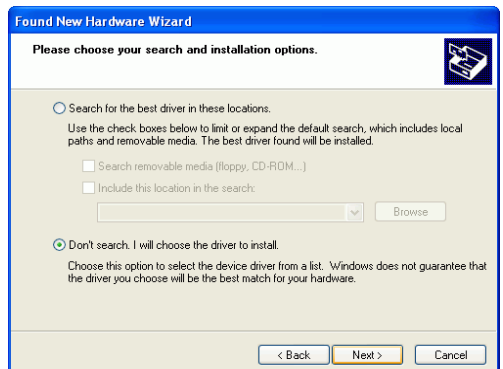 Found New Hardware Wizard
Please choose your search and installation options.
Search for the best driver in these locations.
Use the check boxes below to limit or expand the default search, which includes local
paths and removable media. The best driver found will be installed.
Search removable media (floppy, CD-ROM...)
Include this location in the search:
Browse
Don't search. I will choose the driver to install.
Choose this option to select the device driver from a list. Windows does not guarantee that
the driver you choose will be the best match for your hardware.
< Back Next > Cancel